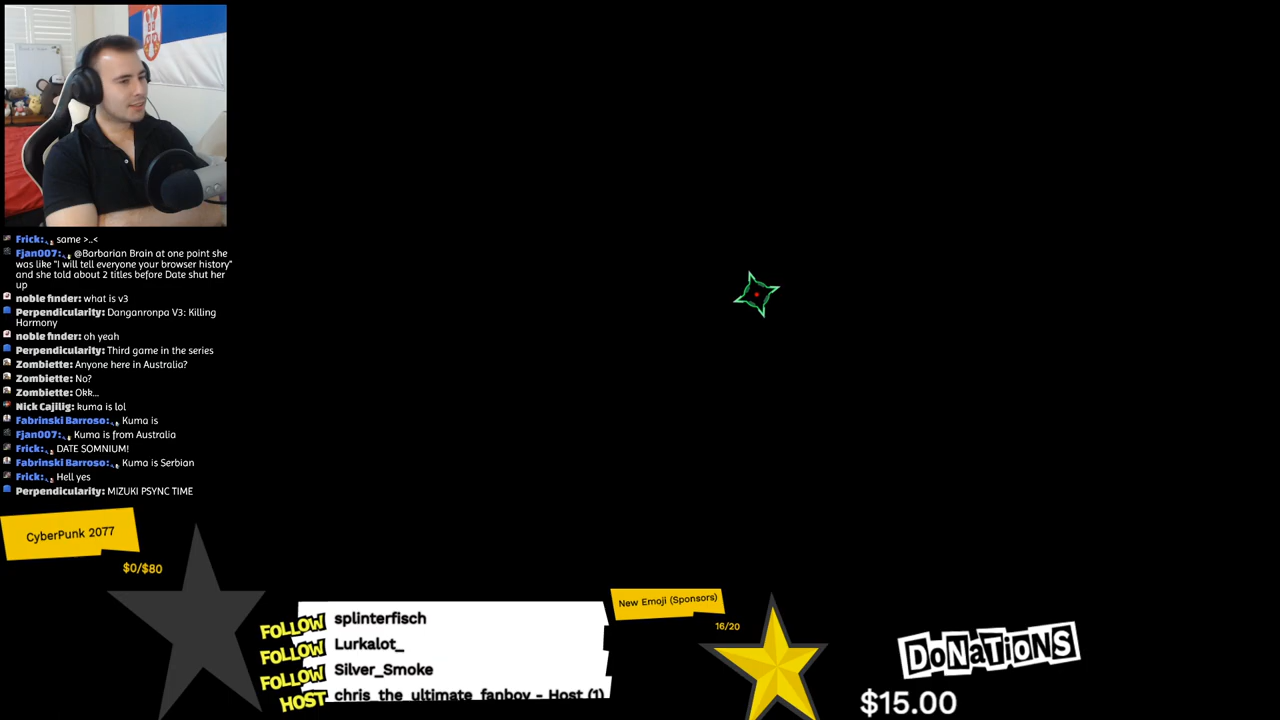 Frick: same >..<
Fjan007: @Barbarian Brain at one point she
was like "I will tell everyone your browser history"
and she told about 2 titles before Date shut her
up
noble finder: what is v3
Perpendicularity: Danganronpa V3: Killing
Harmony
noble finder: oh yeah
Perpendicularity: Third game in the series
Zombiette: Anyone here in Australia?
Zombiette: No?
Zombiette: Okk...
Nick Cajilig: kuma is lol
Fabrinski Barroso: Kuma is
Fjan007: Kuma is from Australia
Frick: DATE SOMNIUM!
Fabrinski Barroso: Kuma is Serbian
Frick: Hell yes
Perpendicularity: MIZUKI PSYNC TIME
CyberPunk 2077
$0/$80
FOLLOW splinterfisch
FOLLOW Lurkalot_
FOLLOW Silver_Smoke
HOST chris_the_ultimate_fanboy - Host (1)
New Emoji (Sponsors)
16/20
DoNaTiONS
$15.00